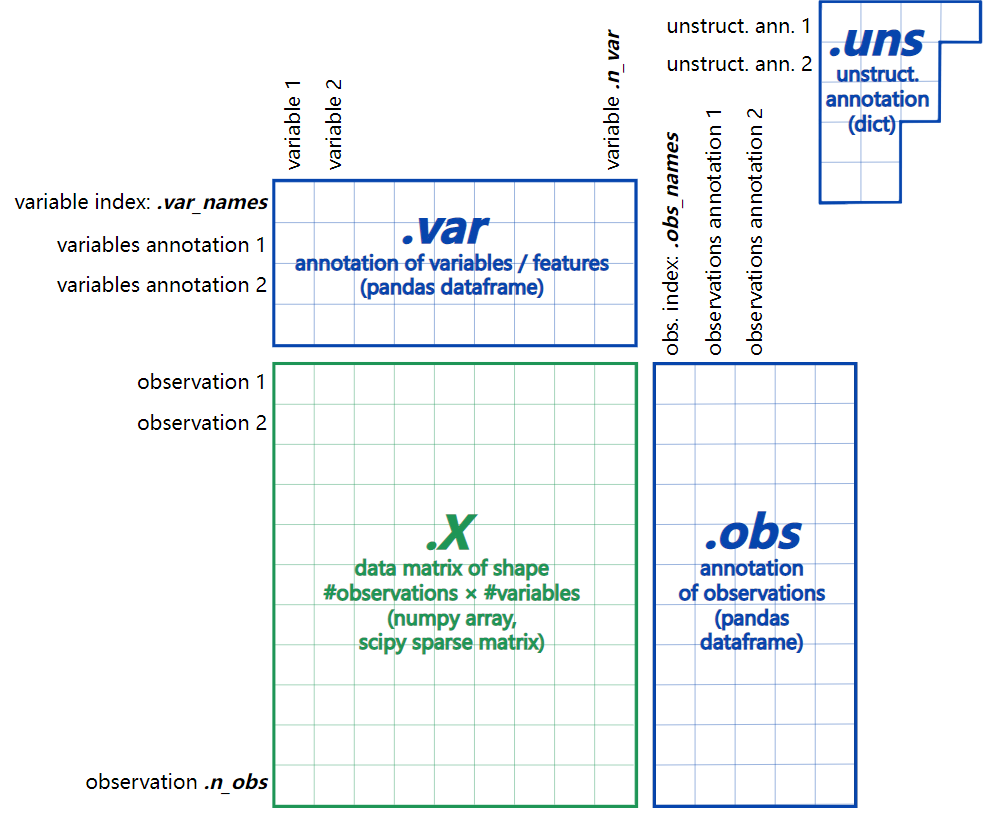 unstruct. ann. 1
unstruct. ann. 2
.uns
unstruct.
annotation
(dict)
variable 1
variable 2
variable .n_var
obs. index: .obs_names
observations annotation 1
observations annotation 2
variable index: .var_names
variables annotation 1
variables annotation 2
.var
annotation of variables / features
(pandas dataframe)
observation 1
observation 2
observation .n_obs
.X
data matrix of shape
#observations × #variables
(numpy array,
scipy sparse matrix)
.obs
annotation
of observations
(pandas
dataframe)